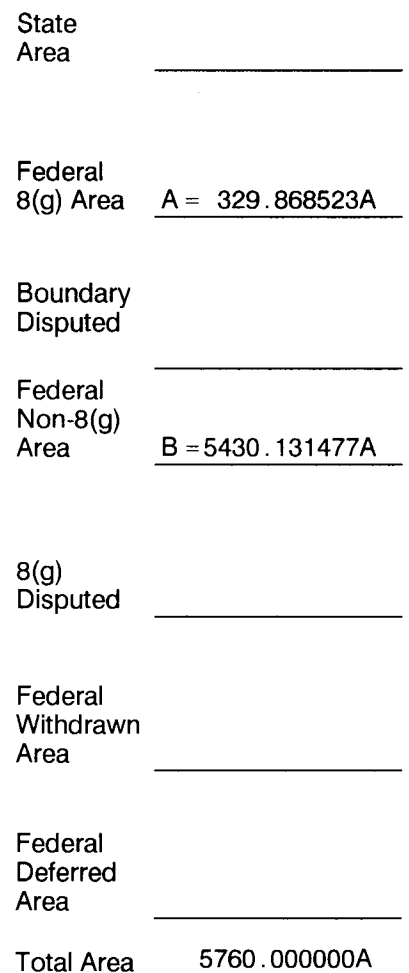 State
Area
Federal
8(g) Area A = 329.868523A
Boundary
Disputed
Federal
Non-8(g)
Area B =5430.131477A
8(g)
Disputed
Federal
Withdrawn
Area
Federal
Deferred
Area
Total Area 5760.000000A